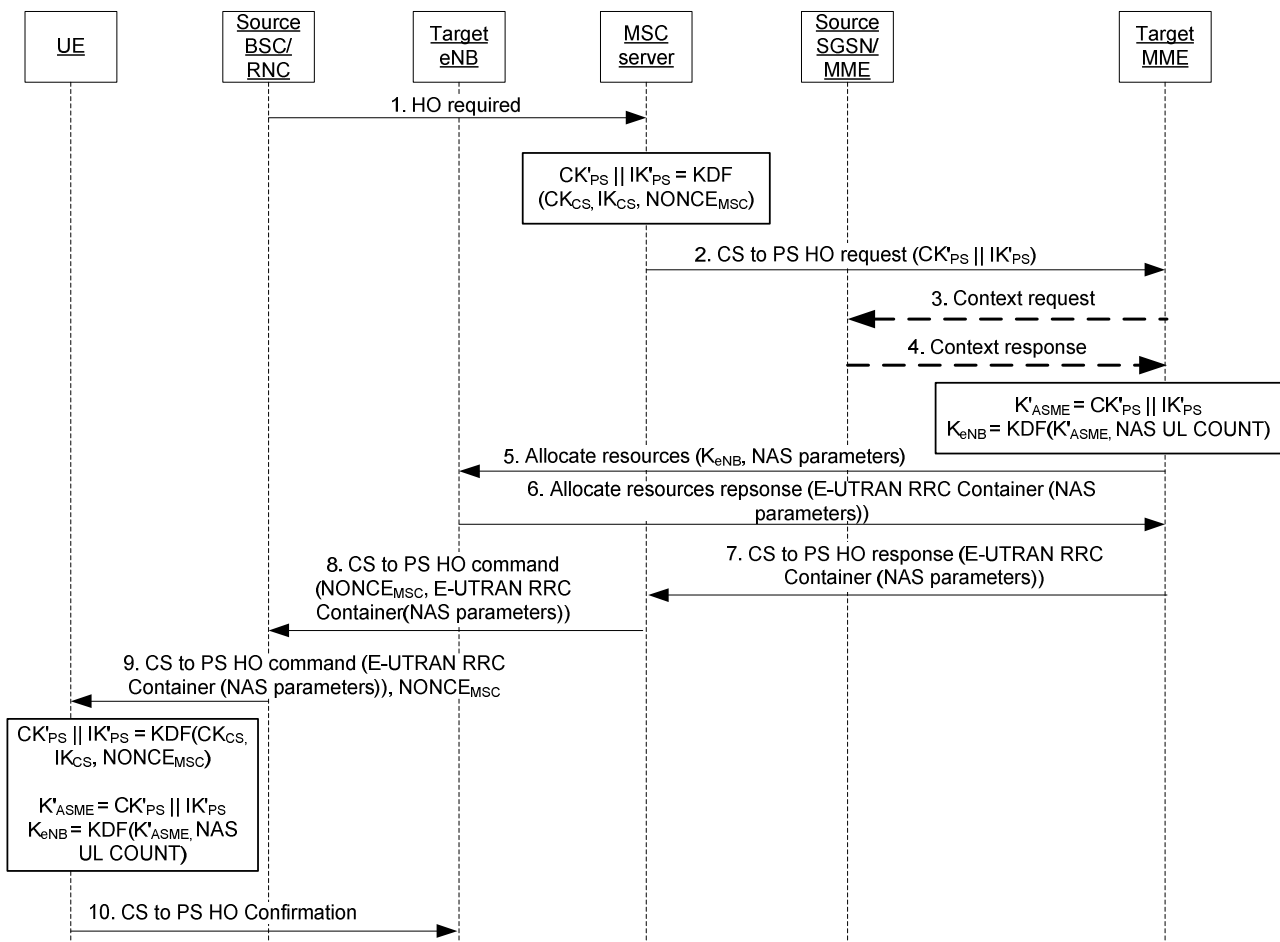 UE
Source
BSC/
RNC
Target
eNB
MSC
server
Source
SGSN/
MME
Target
MME
1. HO required
CK'PS || IK'PS = KDF
(CKCS, IKCS, NONCEMSC)
2. CS to PS HO request (CK'PS || IK'PS)
3. Context request
4. Context response
K'ASME = CK'PS || IK'PS
KeNB = KDF(K'ASME, NAS UL COUNT)
5. Allocate resources (KeNB, NAS parameters)
6. Allocate resources repsonse (E-UTRAN RRC Container (NAS
parameters))
7. CS to PS HO response (E-UTRAN RRC
Container (NAS parameters))
8. CS to PS HO command
(NONCEMSC, E-UTRAN RRC
Container(NAS parameters))
9. CS to PS HO command (E-UTRAN RRC
Container (NAS parameters)), NONCEMSC
CK'PS || IK'PS = KDF(CKCS,
IKCS, NONCEMSC)
K'ASME = CK'PS || IK'PS
KeNB = KDF(K'ASME, NAS
UL COUNT)
10. CS to PS HO Confirmation